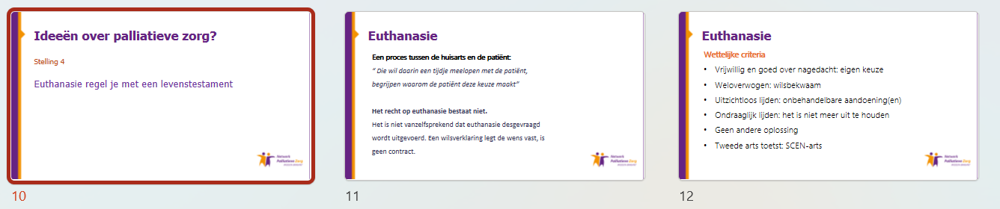 Ideeën over palliatieve zorg?
Stelling 4
Euthanasie regel je met een levenstestament
Netwerk
Palliatieve Zorg
10
Euthanasie
Een proces tussen de huisarts en de patiënt:
“ Die wil daarin een tijdje meelopen met de patiënt,
begrijpen waarom de patiënt deze keuze maakt”
Het recht op euthanasie bestaat niet.
Het is niet vanzelfsprekend dat euthanasie desgevraagd
wordt uitgevoerd. Een wilsverklaring legt de wens vast, is
geen contract.
Netwerk
Palliatieve Zorg
11
Euthanasie
Wettelijke criteria
• Vrijwillig en goed over nagedacht: eigen keuze
• Weloverwogen: wilsbekwaam
• Uitzichtloos lijden: onbehandelbare aandoening(en)
• Ondraaglijk lijden: het is niet meer uit te houden
• Geen andere oplossing
• Tweede arts toetst: SCEN-arts
Netwerk
Palliatieve Zorg
12